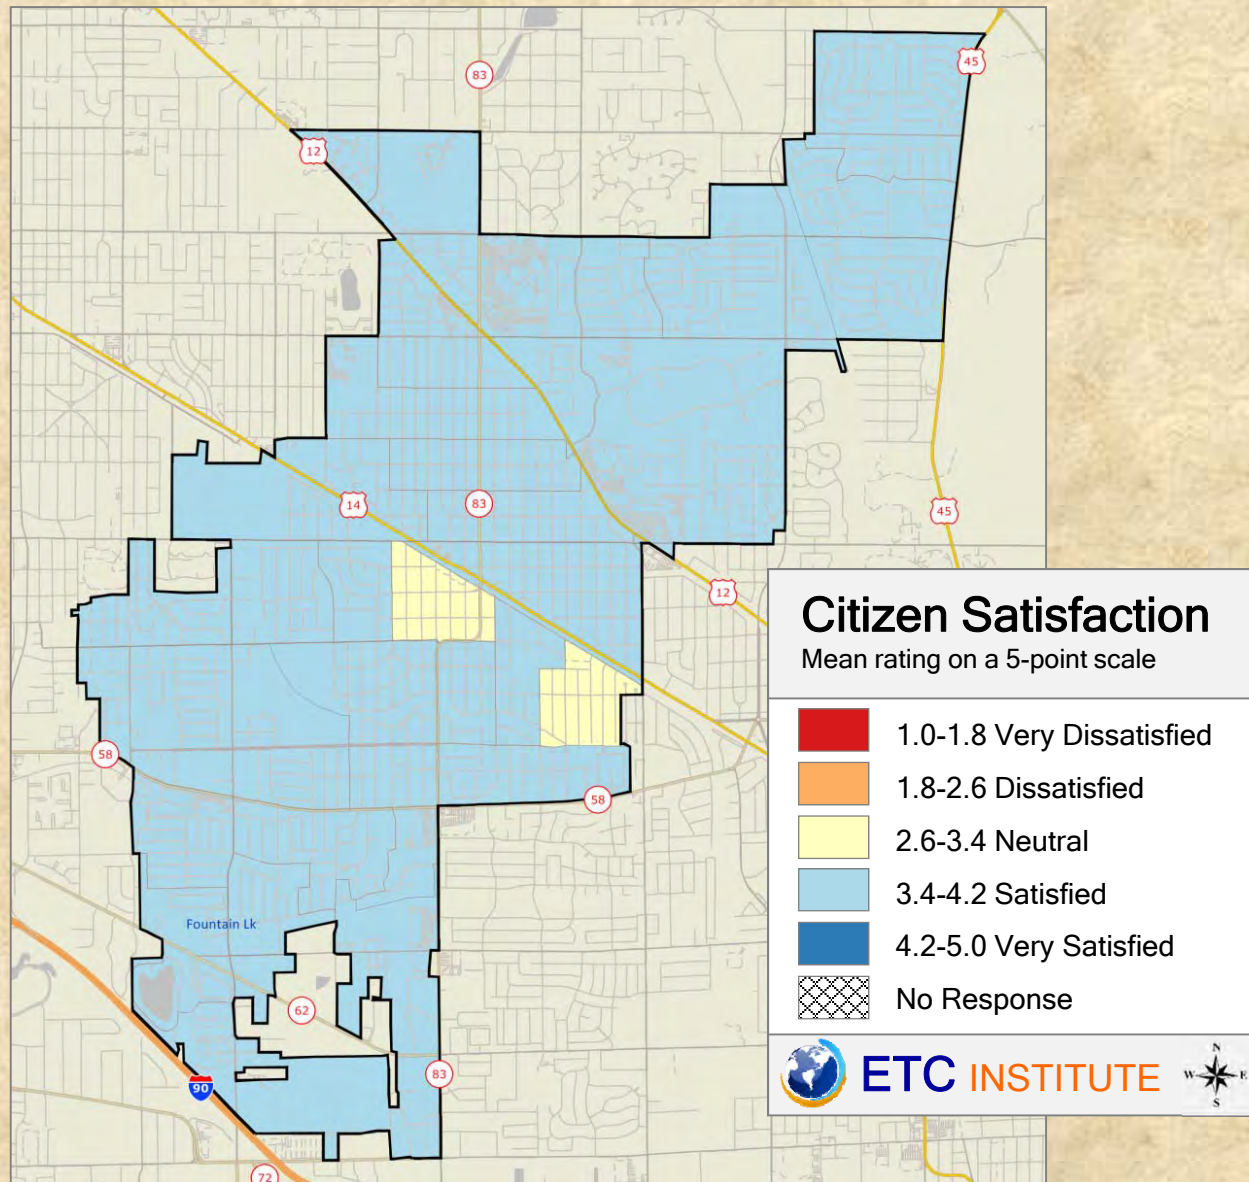 83
45
12
14
83
45
12
58
58
Fountain Lk
62
83
90
72
Citizen Satisfaction
Mean rating on a 5-point scale
1.0-1.8 Very Dissatisfied
1.8-2.6 Dissatisfied
2.6-3.4 Neutral
3.4-4.2 Satisfied
4.2-5.0 Very Satisfied
No Response
ETC INSTITUTE
N
W E
S